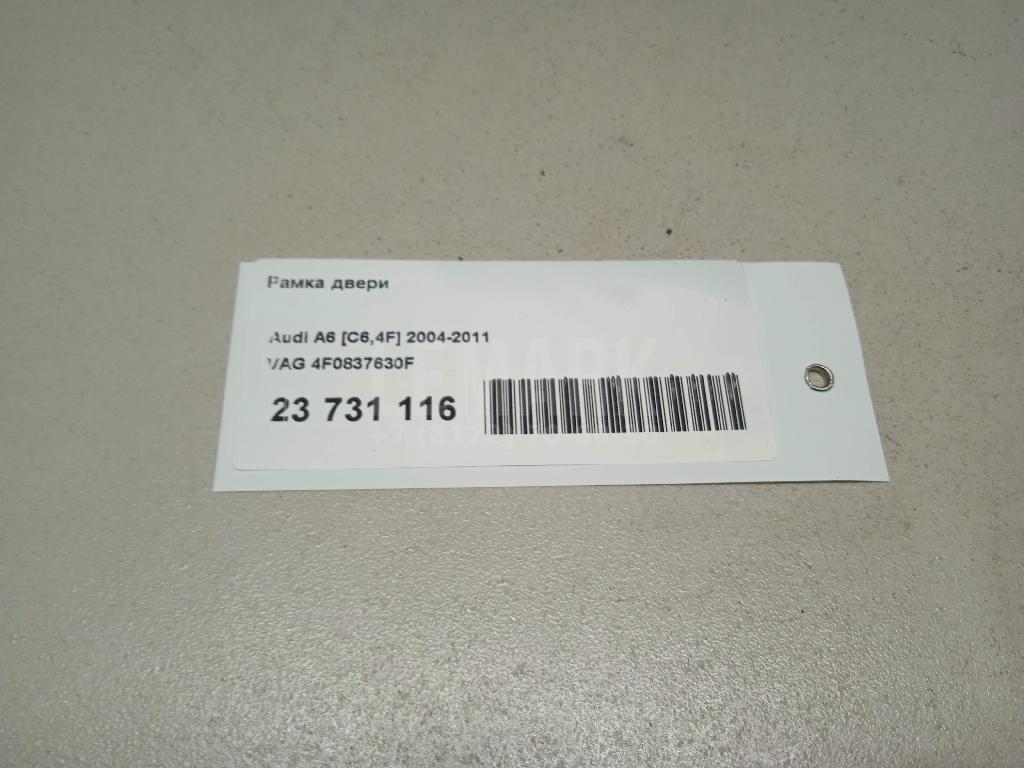 Рамка двери
Audi A6 [C6,4F] 2004-2011
VAG 4F0837630F
23 731 116